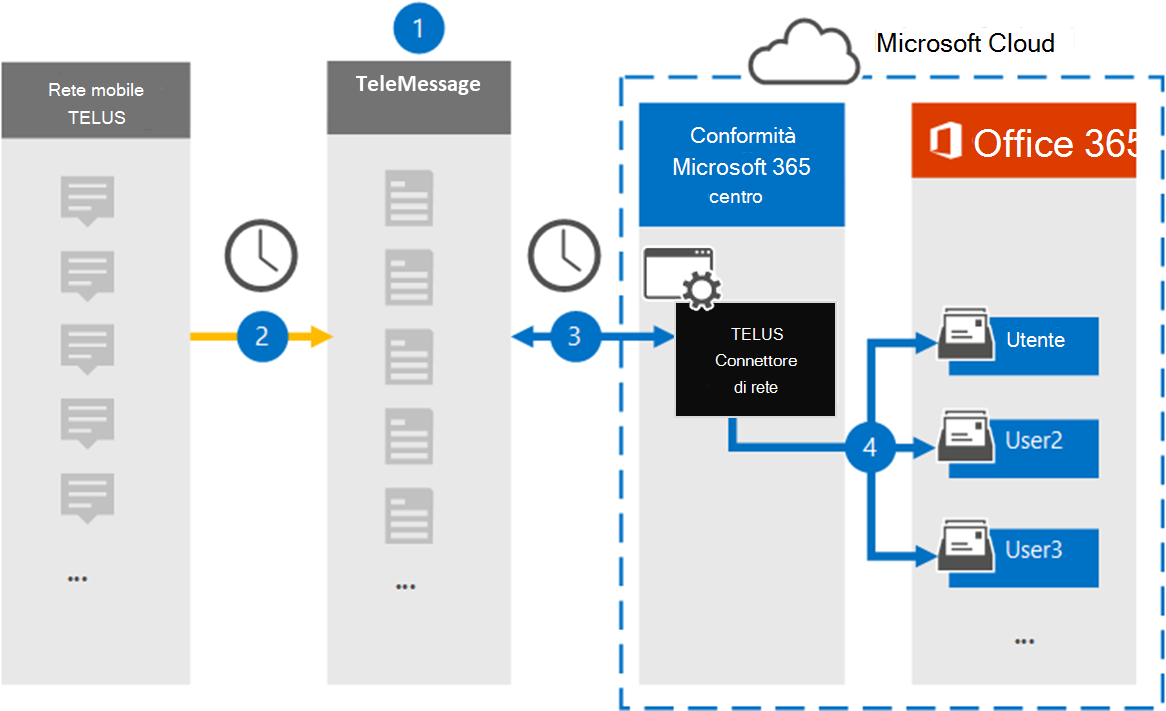 1
Microsoft Cloud
Rete mobile
TELUS
TeleMessage
Conformità
Microsoft 365
centro
Office 365
2
3
TELUS
Connettore
di rete
Utente
4
User2
User3
...
...
...